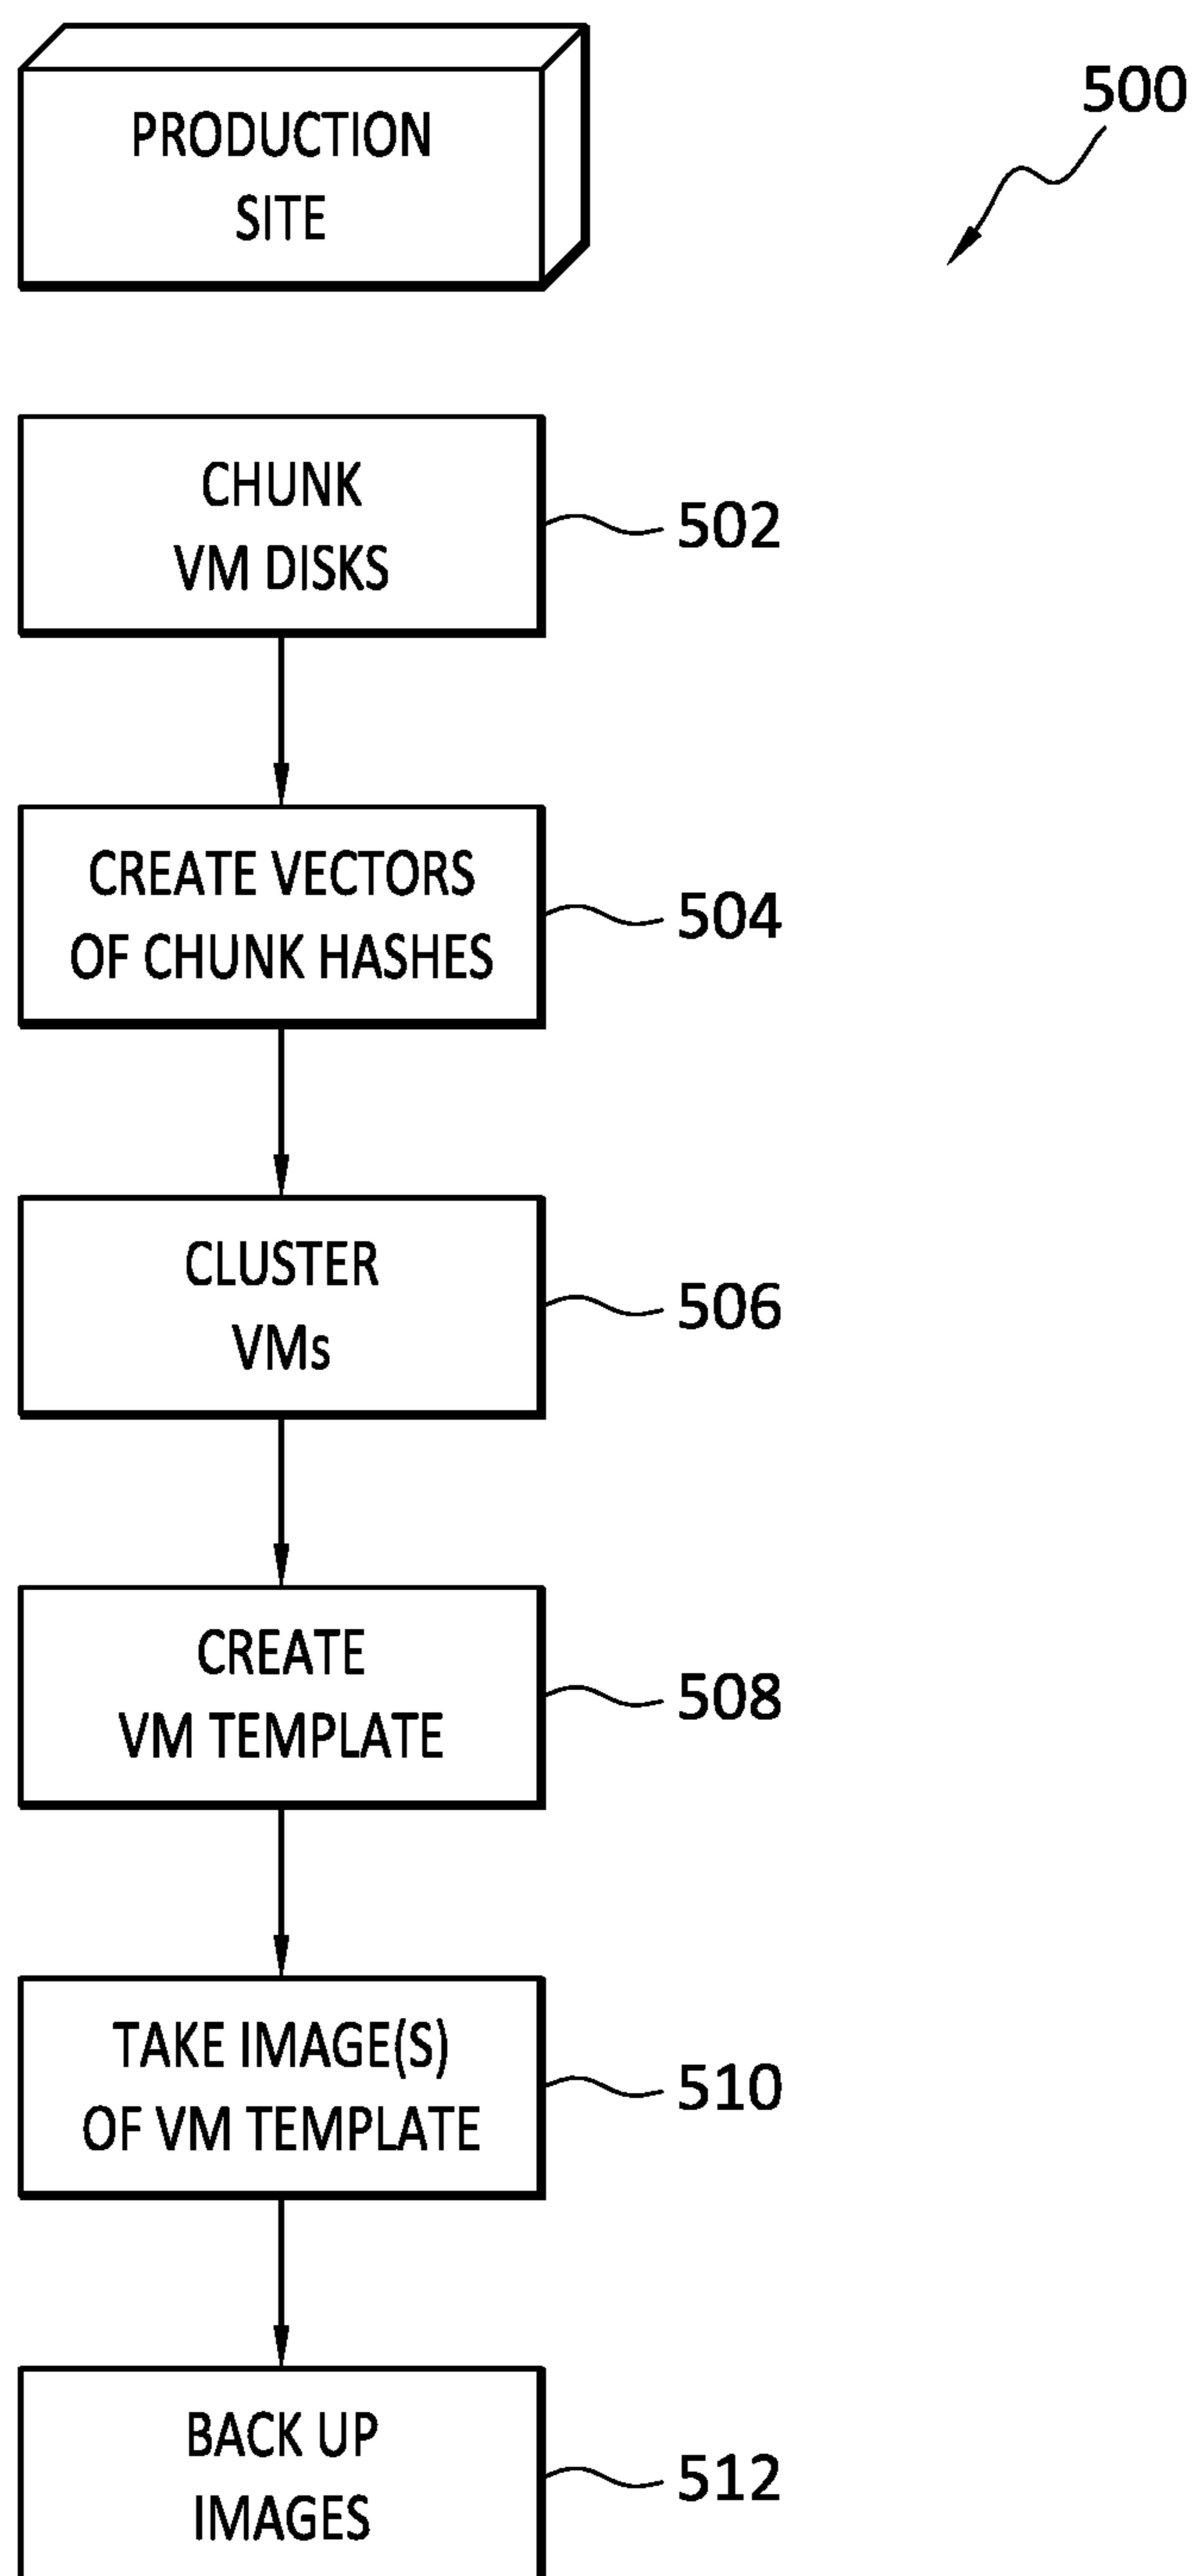 PRODUCTION
SITE
500
CHUNK
VM DISKS
502
CREATE VECTORS
OF CHUNK HASHES
504
CLUSTER
VMs
506
CREATE
VM TEMPLATE
508
TAKE IMAGE(S)
OF VM TEMPLATE
510
BACK UP
IMAGES
512